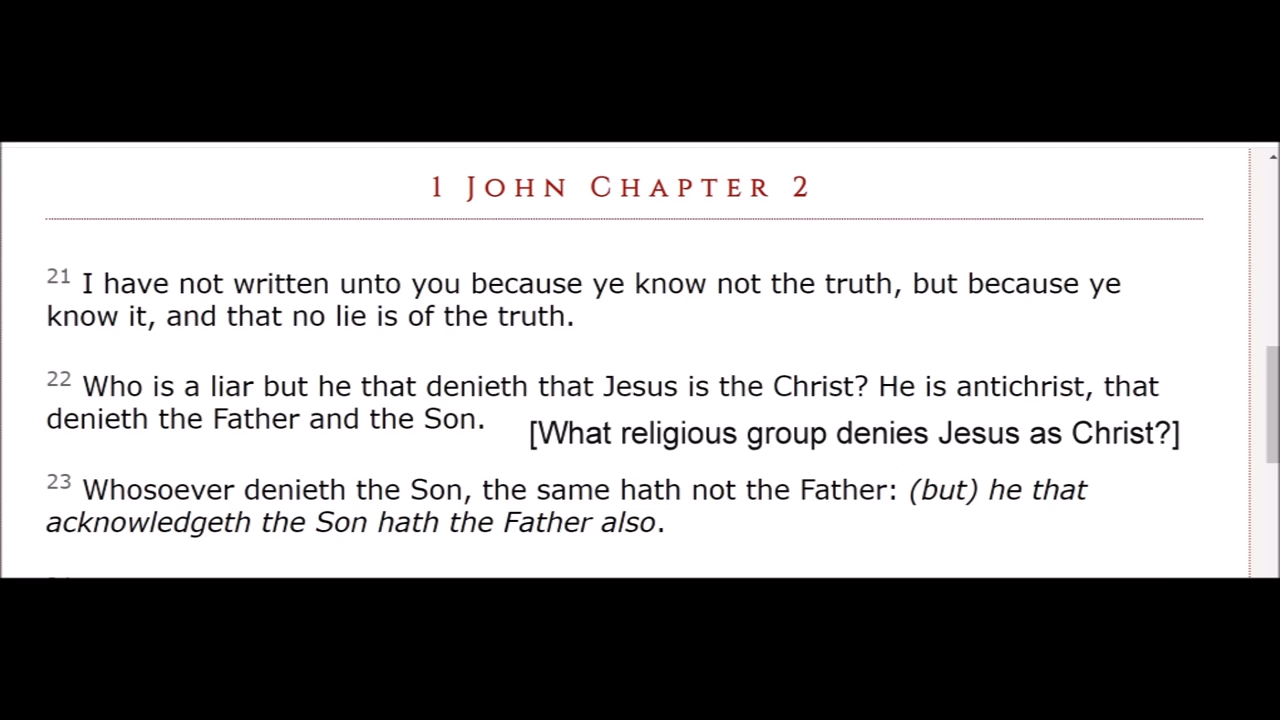 1 John Chapter 2
21 I have not written unto you because ye know not the truth, but because ye
know it, and that no lie is of the truth.
22 Who is a liar but he that denieth that Jesus is the Christ? He is antichrist, that
denieth the Father and the Son.
[What religious group denies Jesus as Christ?]
23 Whosoever denieth the Son, the same hath not the Father: (but) he that
acknowledgeth the Son hath the Father also.